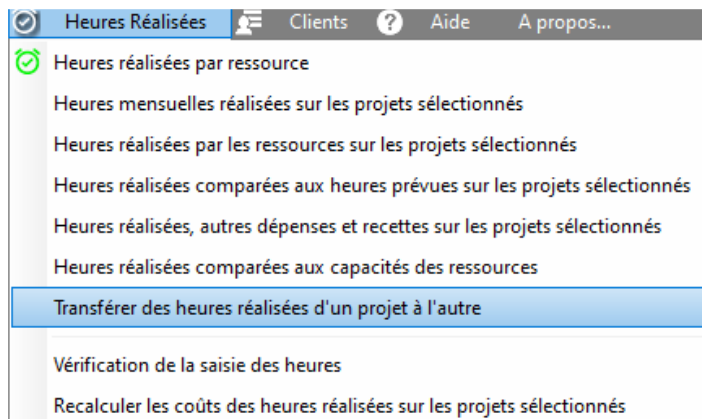 Heures Réalisées Clients ? Aide A propos...
Heures réalisées par ressource
Heures mensuelles réalisées sur les projets sélectionnés
Heures réalisées par les ressources sur les projets sélectionnés
Heures réalisées comparées aux heures prévues sur les projets sélectionnés
Heures réalisées, autres dépenses et recettes sur les projets sélectionnés
Heures réalisées comparées aux capacités des ressources
Transférer des heures réalisées d'un projet à l'autre
Vérification de la saisie des heures
Recalculer les coûts des heures réalisées sur les projets sélectionnés